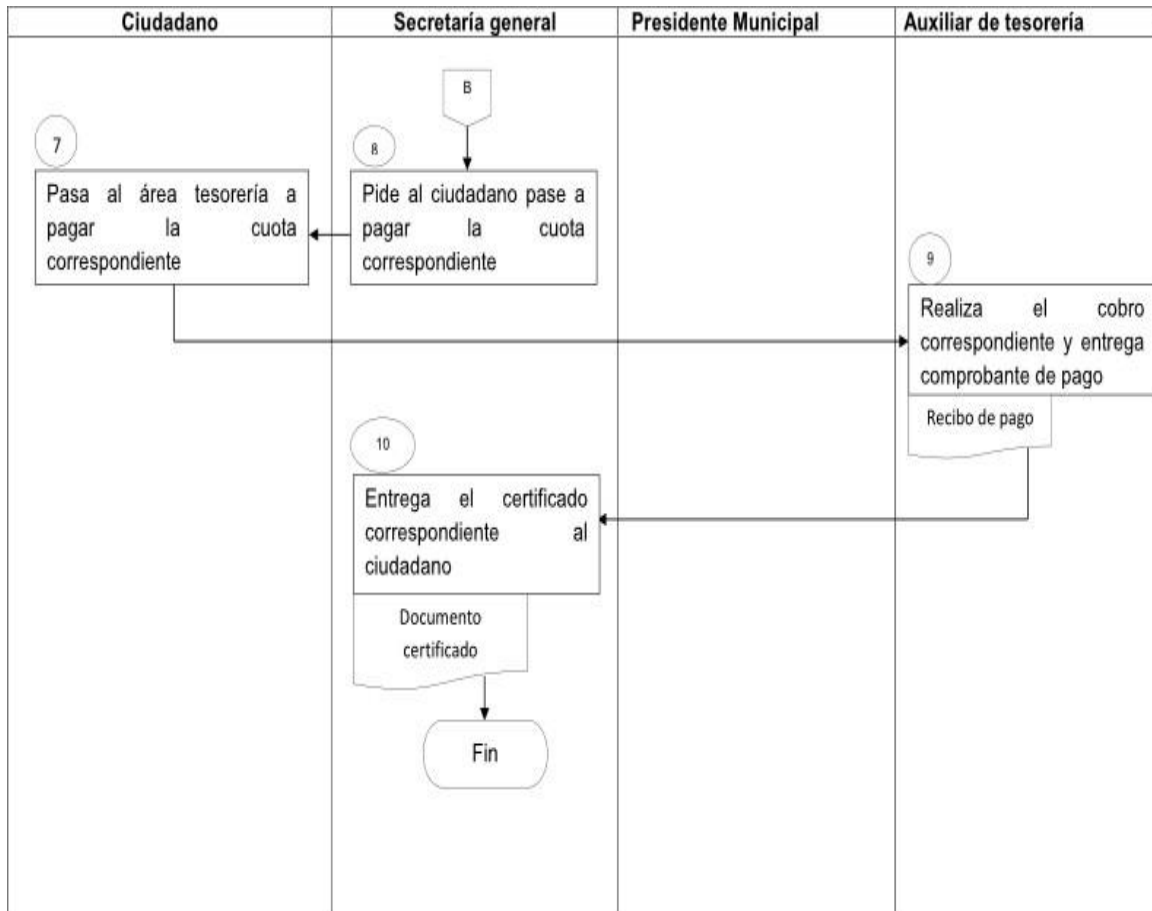 Ciudadano
Secretaría general
Presidente Municipal
Auxiliar de tesorería
B
7
Pasa al área tesorería a
pagar la cuota
correspondiente
8
Pide al ciudadano pase a
pagar la cuota
correspondiente
9
Realiza el cobro
correspondiente y entrega
comprobante de pago
Recibo de pago
10
Entrega el certificado
correspondiente al
ciudadano
Documento
certificado
Fin